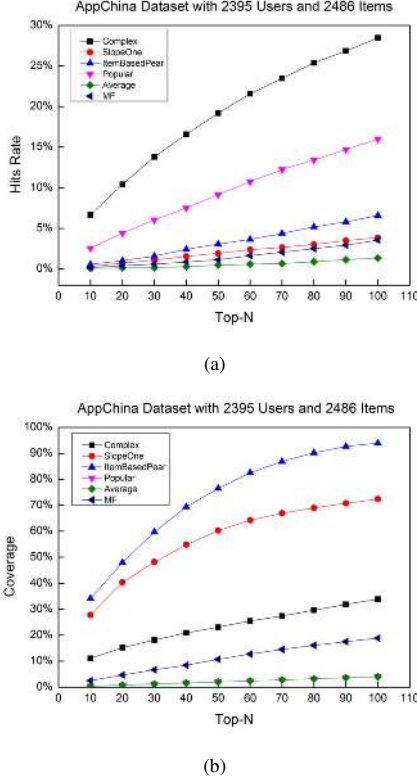 AppChina Dataset with 2395 Users and 2486 Items
30%
25%
20%
15%
10%
5%
0%
Hits Rate
Complex
SlopeOne
ItemBasedPear
Popular
Average
MF
0 10 20 30 40 50 60 70 80 90 100 110
Top-N
(a)
AppChina Dataset with 2395 Users and 2486 Items
100%
90%
80%
70%
60%
50%
40%
30%
20%
10%
0%
Coverage
Complex
SlopeOne
ItemBasedPear
Popular
Average
MF
0 10 20 30 40 50 60 70 80 90 100 110
Top-N
(b)